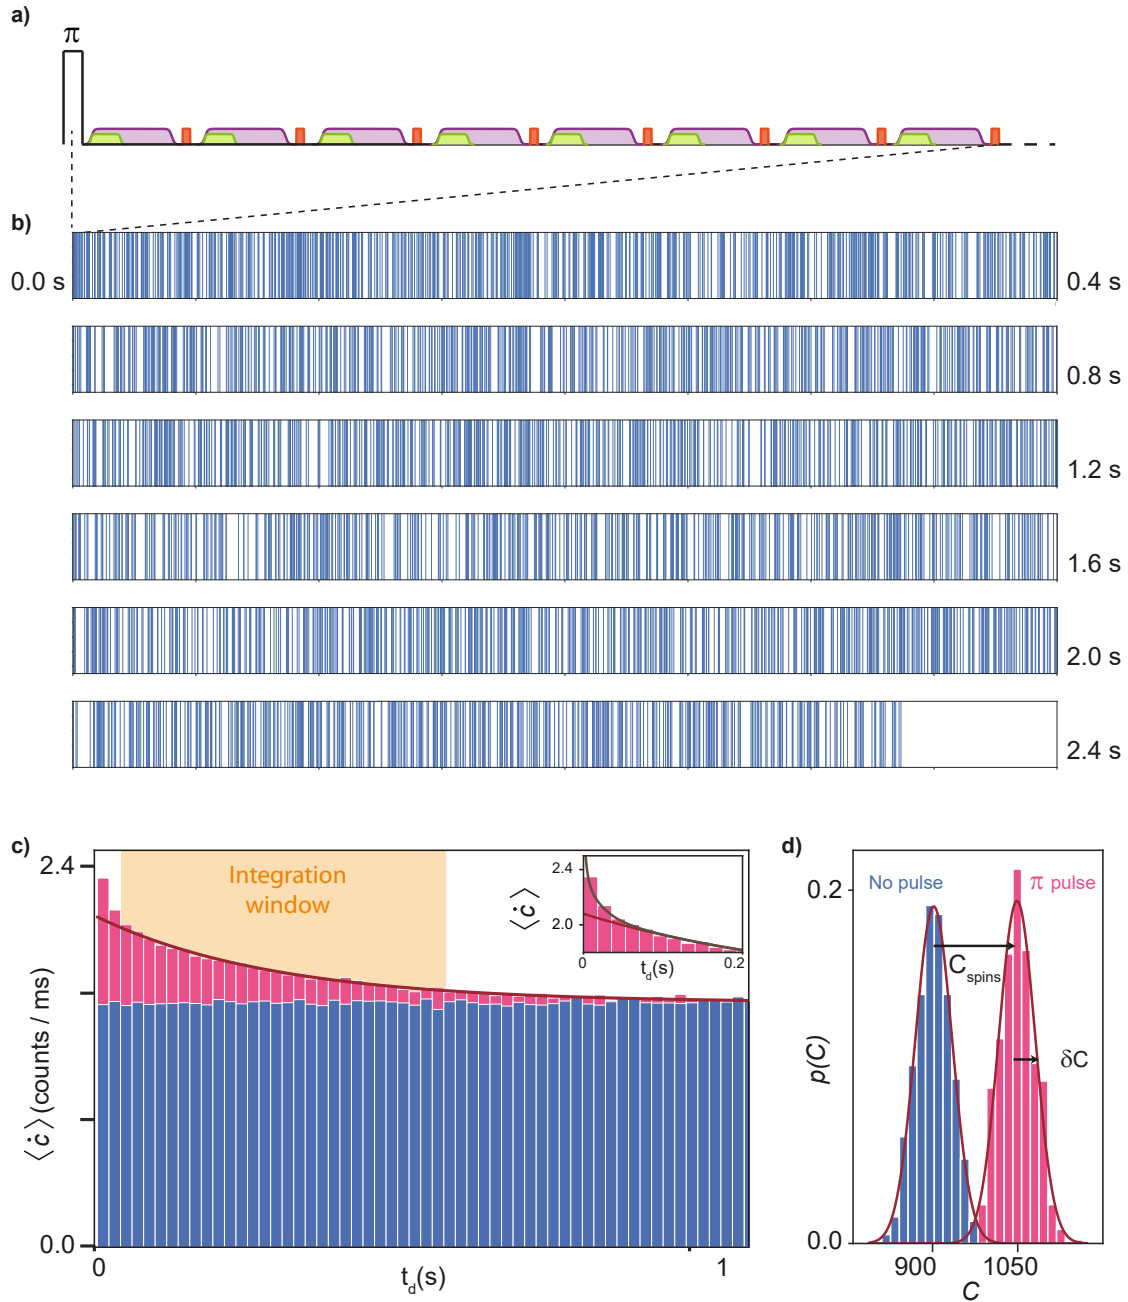 a)
π
b)
0.0 s
0.4 s
0.8 s
1.2 s
1.6 s
2.0 s
2.4 s
c)
2.4
Integration
window
⟨ċ⟩
2.4
2.0
0
0.2
t_d(s)
⟨ċ⟩ (counts / ms)
0.0
0
1
t_d(s)
d)
No pulse
π pulse
0.2
C_spins
δC
p(C)
0.0
900
1050
C